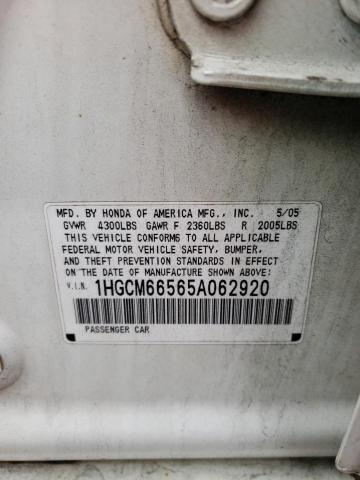 MFD. BY HONDA OF AMERICA MFG., INC. 5/05
GVWR 4300LBS GAWR F 2360LBS R 2005LBS
THIS VEHICLE CONFORMS TO ALL APPLICABLE
FEDERAL MOTOR VEHICLE SAFETY, BUMPER,
AND THEFT PREVENTION STANDARDS IN EFFECT
ON THE DATE OF MANUFACTURE SHOWN ABOVE:
V.I.N. 1HGCM66565A062920
PASSENGER CAR